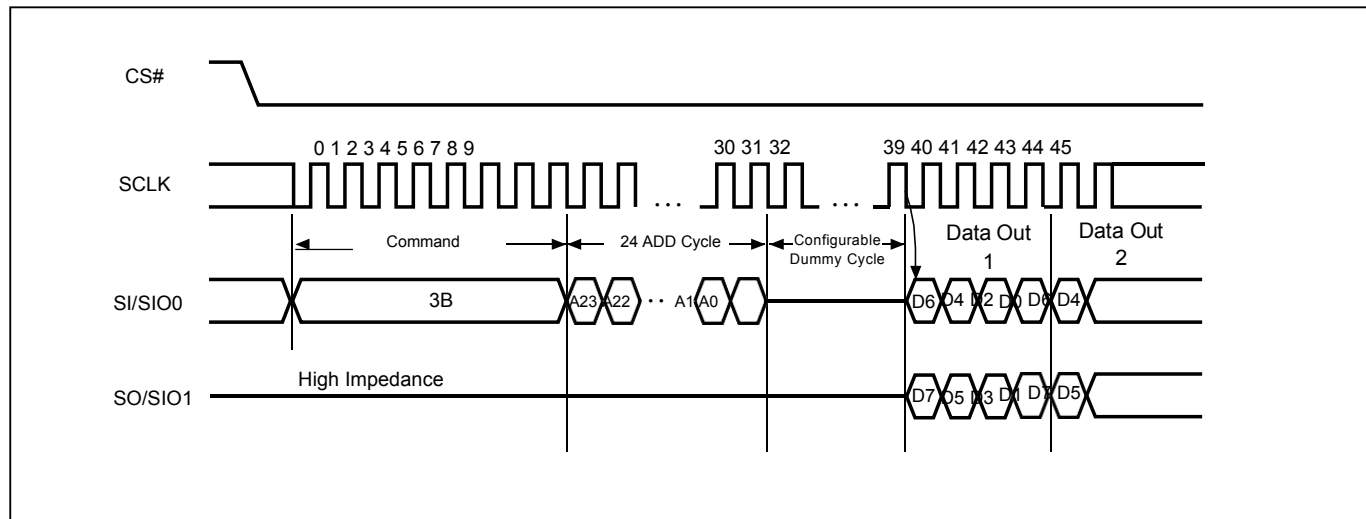 CS#
0 1 2 3 4 5 6 7 8 9 30 31 32 39 40 41 42 43 44 45
SCLK
... ...
Command 24 ADD Cycle Configurable Dummy Cycle Data Out 1 Data Out 2
SI/SIO0 3B A23 A22 ·· A1 A0 D6 D4 D2 D0 D6 D4
High Impedance
SO/SIO1 D7 D5 D3 D1 D7 D5